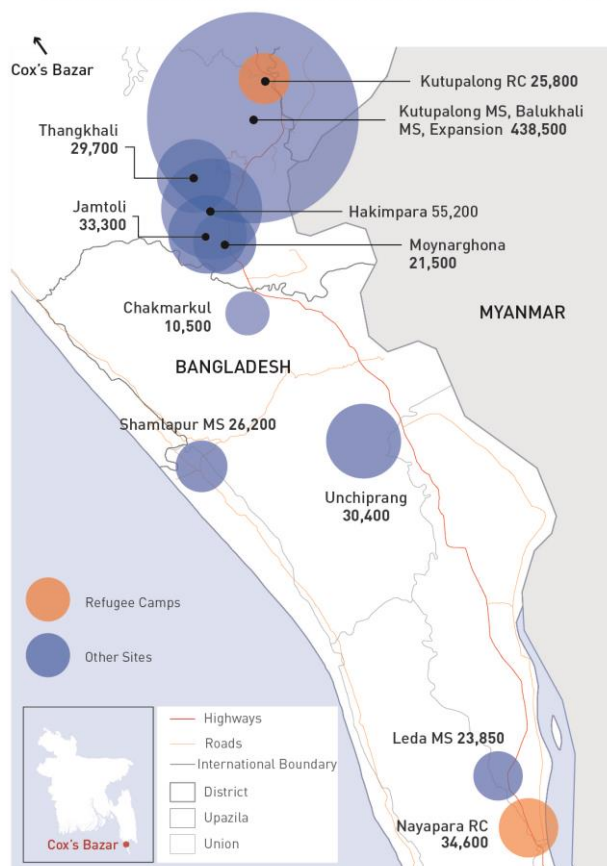 Cox's Bazar
Kutupalong RC 25,800
Kutupalong MS, Balukhali
MS, Expansion 438,500
Thangkhali
29,700
Hakimpara 55,200
Jamtoli
33,300
Moynarghona
21,500
Chakmarkul
10,500
MYANMAR
BANGLADESH
Shamlapur MS 26,200
Unchiprang
30,400
Refugee Camps
Other Sites
Leda MS 23,850
Nayapara RC
34,600
Highways
Roads
International Boundary
District
Upazila
Union
Cox's Bazar